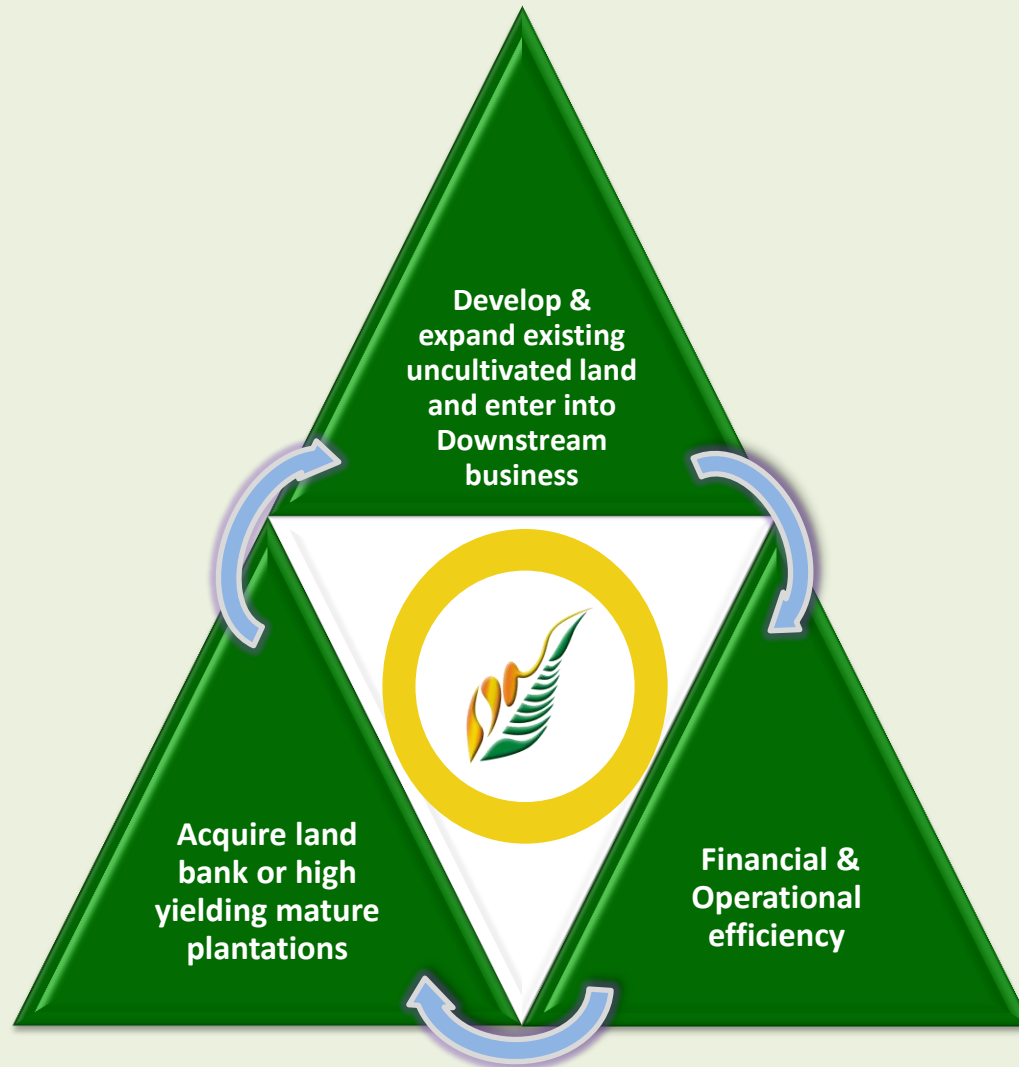 Develop &
expand existing
uncultivated land
and enter into
Downstream
business
Acquire land
bank or high
yielding mature
plantations
Financial &
Operational
efficiency